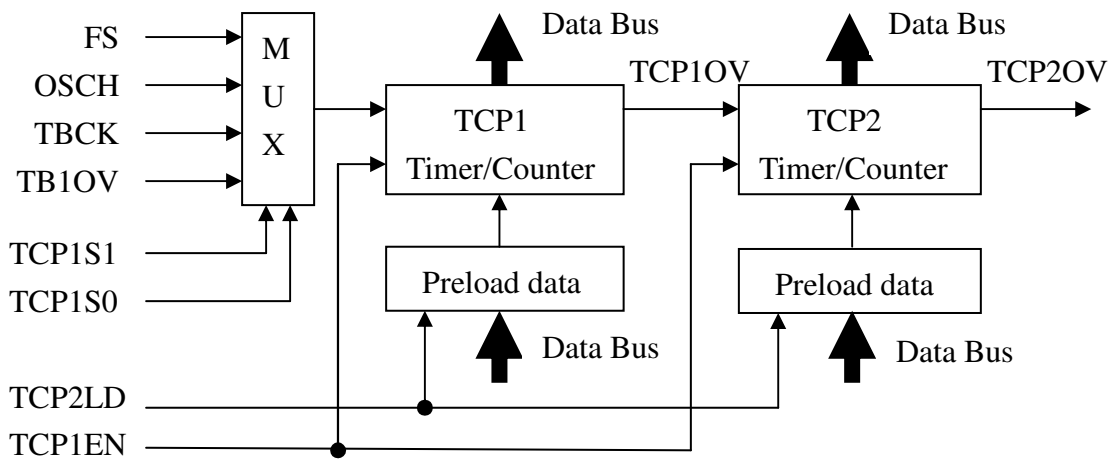 FS
OSCH
TBCK
TB1OV
TCP1S1
TCP1S0
TCP2LD
TCP1EN
M
U
X
Data Bus
TCP1
Timer/Counter
Preload data
Data Bus
TCP1OV
Data Bus
TCP2
Timer/Counter
Preload data
Data Bus
TCP2OV